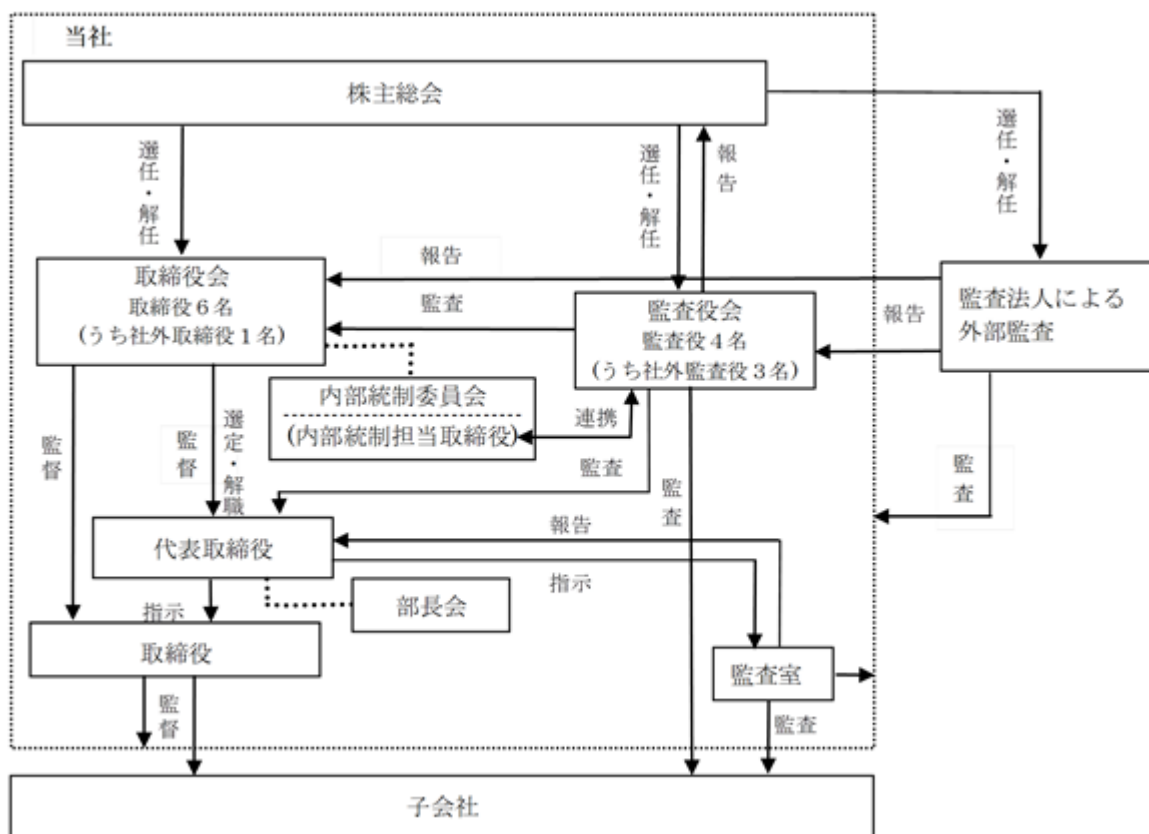 当社
株主総会
選任・解任
選任・解任
報告
選任・解任
取締役会
取締役6名
(うち社外取締役1名)
報告
監査
監査役会
監査役4名
(うち社外監査役3名)
報告
監査法人による
外部監査
内部統制委員会
(内部統制担当取締役)
連携
監督
監督
選定・解職
監査
監査
監査
代表取締役
報告
指示
部長会
指示
取締役
監査室
監督
監査
子会社